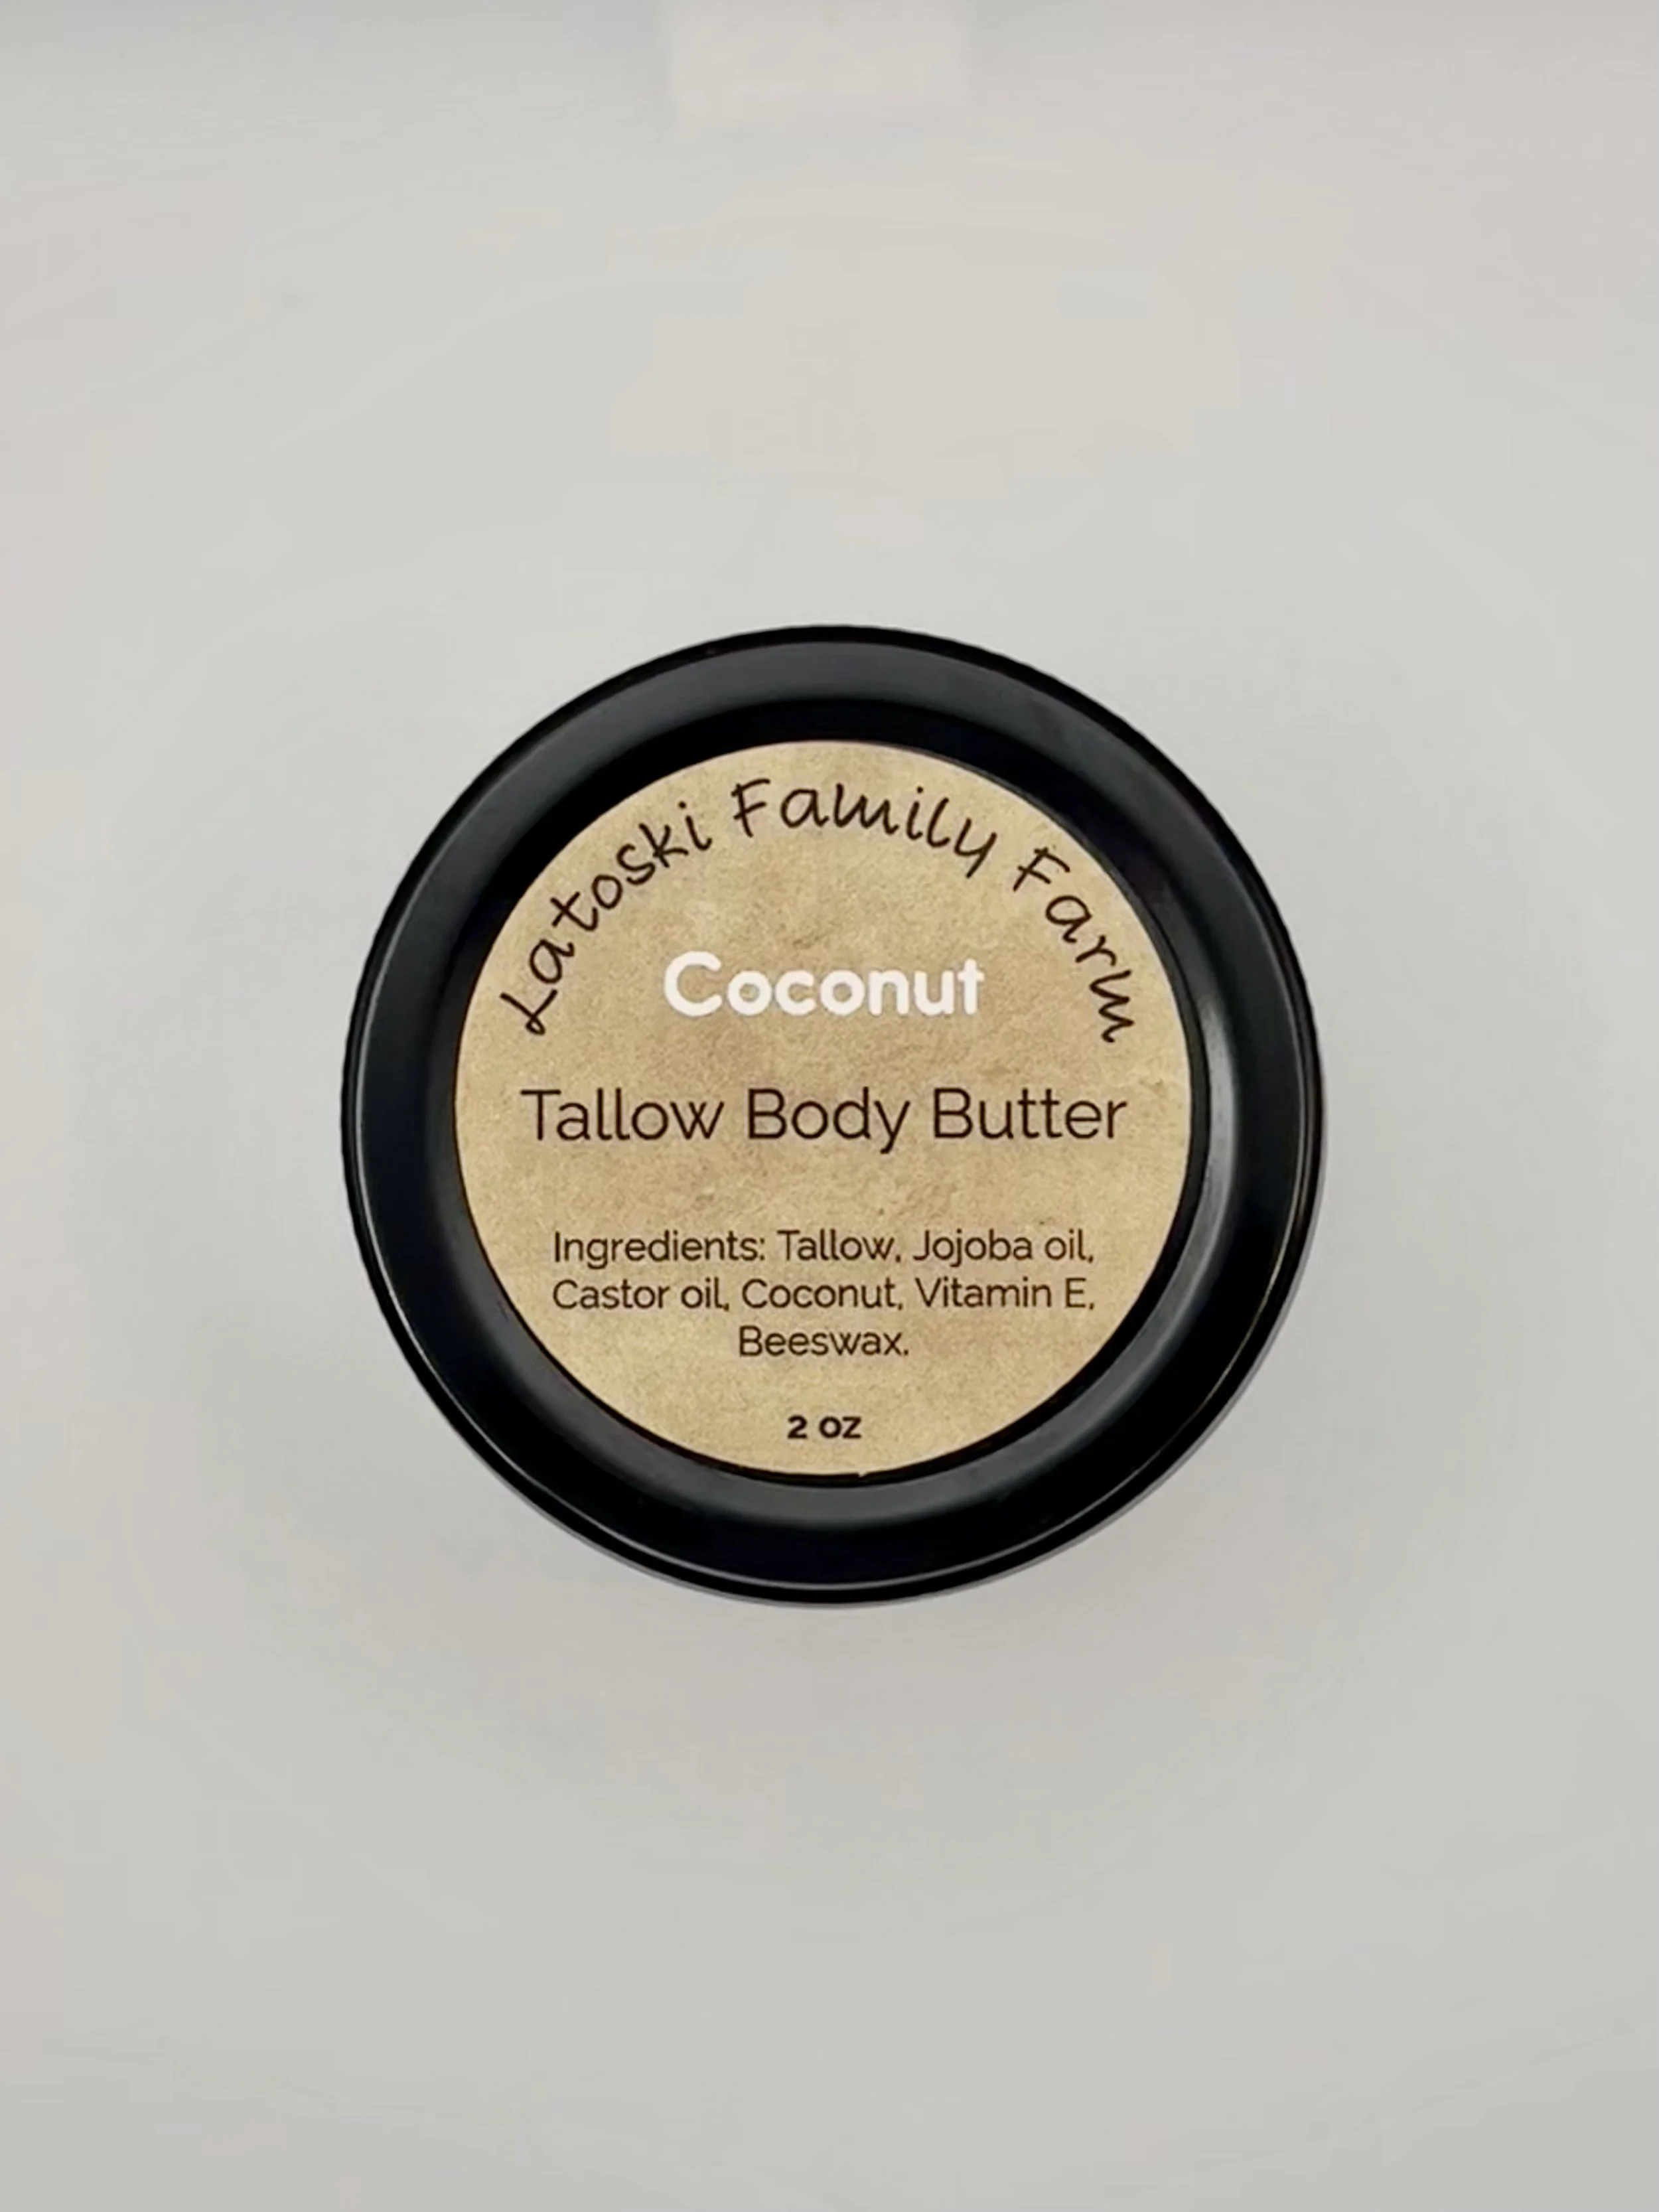 Latoski Family Farm
Coconut
Tallow Body Butter
Ingredients: Tallow, Jojoba oil,
Castor oil, Coconut, Vitamin E,
Beeswax.
2 oz